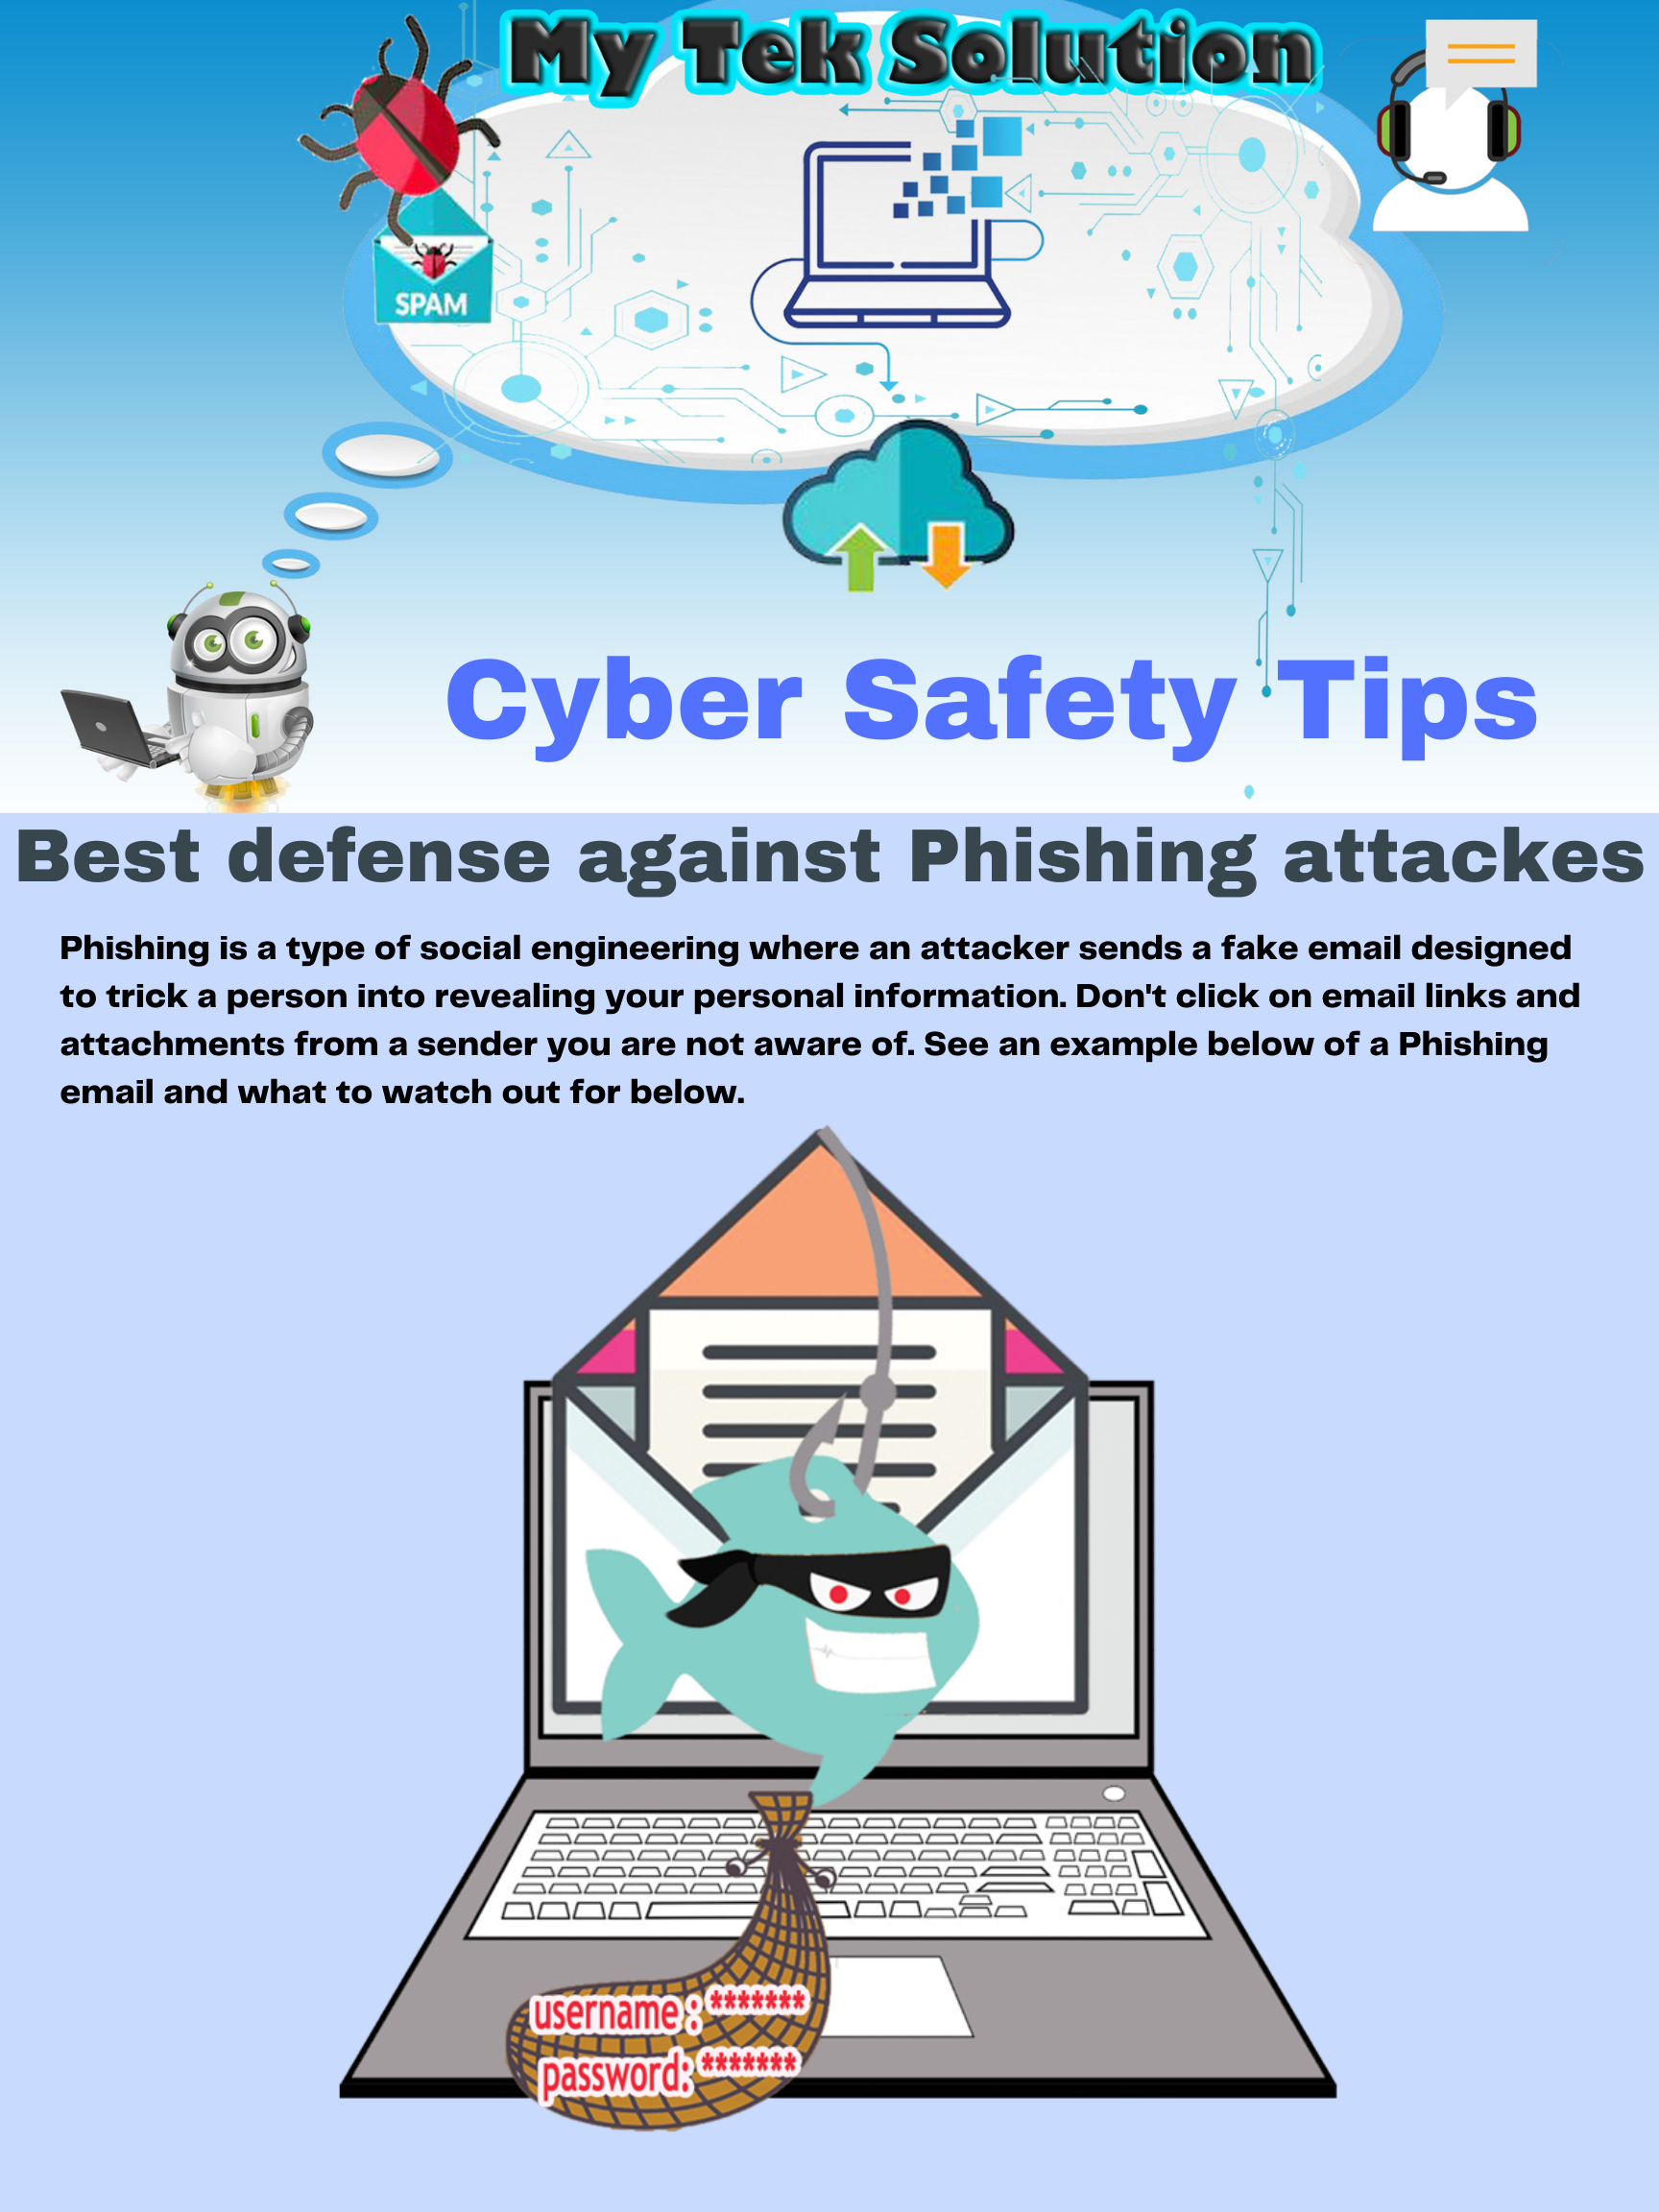 My Tek Solution
SPAM
Cyber Safety Tips
Best defense against Phishing attackes
Phishing is a type of social engineering where an attacker sends a fake email designed
to trick a person into revealing your personal information. Don't click on email links and
attachments from a sender you are not aware of. See an example below of a Phishing
email and what to watch out for below.
username : *******
password: *******